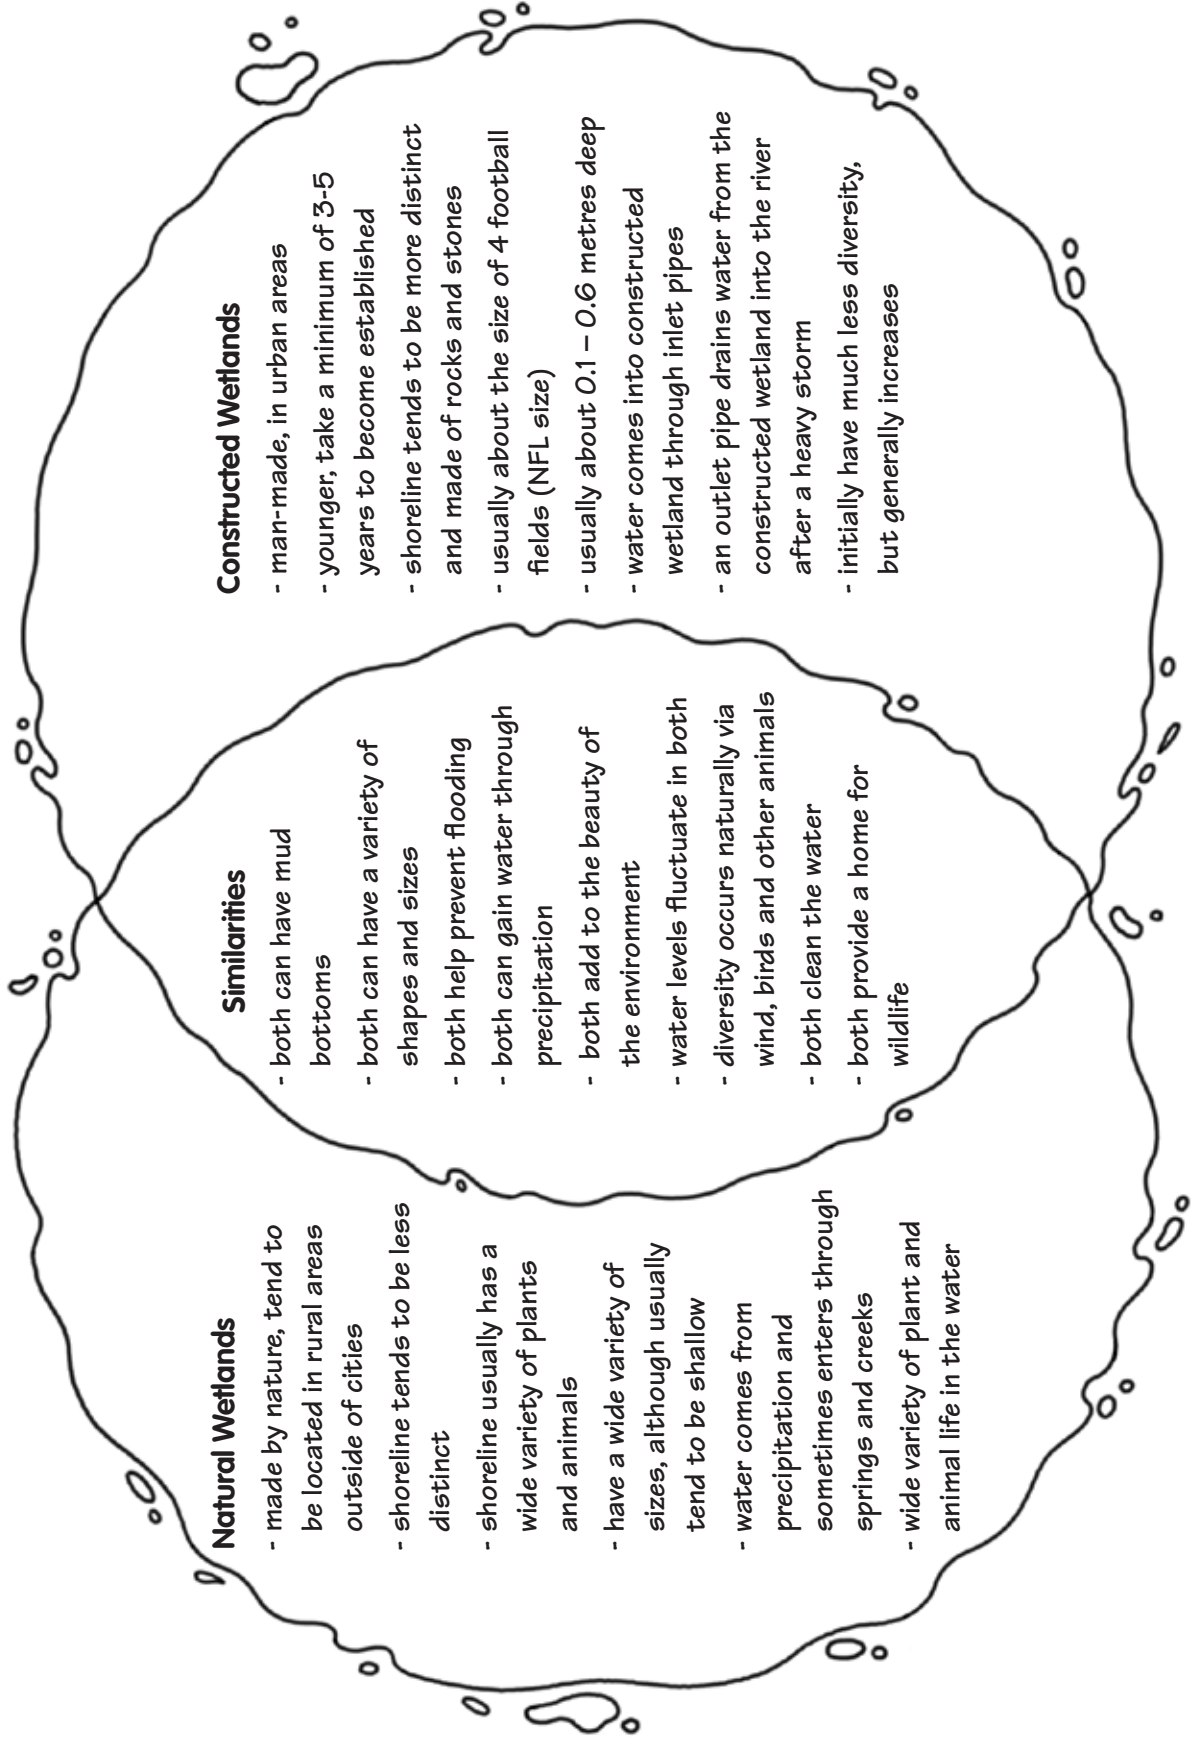 Natural Wetlands
- made by nature, tend to
be located in rural areas
outside of cities
- shoreline tends to be less
distinct
- shoreline usually has a
wide variety of plants
and animals
- have a wide variety of
sizes, although usually
tend to be shallow
- water comes from
precipitation and
sometimes enters through
springs and creeks
- wide variety of plant and
animal life in the water
Similarities
- both can have mud
bottoms
- both can have a variety of
shapes and sizes
- both help prevent flooding
- both can gain water through
precipitation
- both add to the beauty of
the environment
- water levels fluctuate in both
- diversity occurs naturally via
wind, birds and other animals
- both clean the water
- both provide a home for
wildlife
Constructed Wetlands
- man-made, in urban areas
- younger, take a minimum of 3-5
years to become established
- shoreline tends to be more distinct
and made of rocks and stones
- usually about the size of 4 football
fields (NFL size)
- usually about 0.1 – 0.6 metres deep
- water comes into constructed
wetland through inlet pipes
- an outlet pipe drains water from the
constructed wetland into the river
after a heavy storm
- initially have much less diversity,
but generally increases